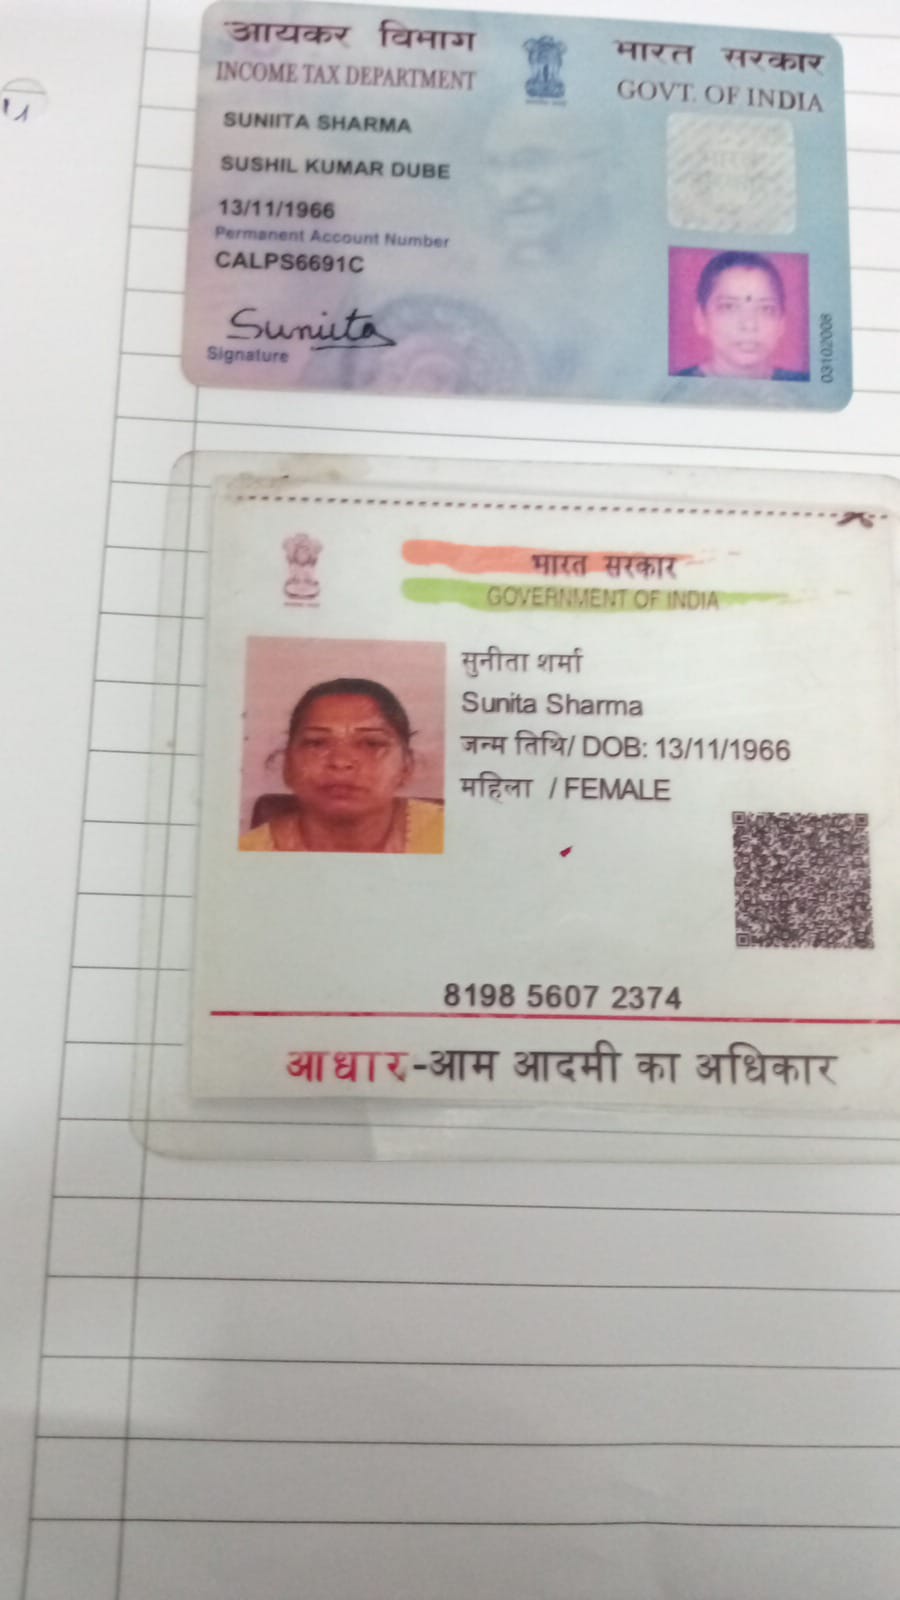 आयकर विभाग
INCOME TAX DEPARTMENT
भारत सरकार
GOVT. OF INDIA
SUNIITA SHARMA
SUSHIL KUMAR DUBE
13/11/1966
Permanent Account Number
CALPS6691C
Suniita
Signature
03102008
भारत सरकार
GOVERNMENT OF INDIA
सुनीता शर्मा
Sunita Sharma
जन्म तिथि/ DOB: 13/11/1966
महिला / FEMALE
8198 5607 2374
आधार-आम आदमी का अधिकार